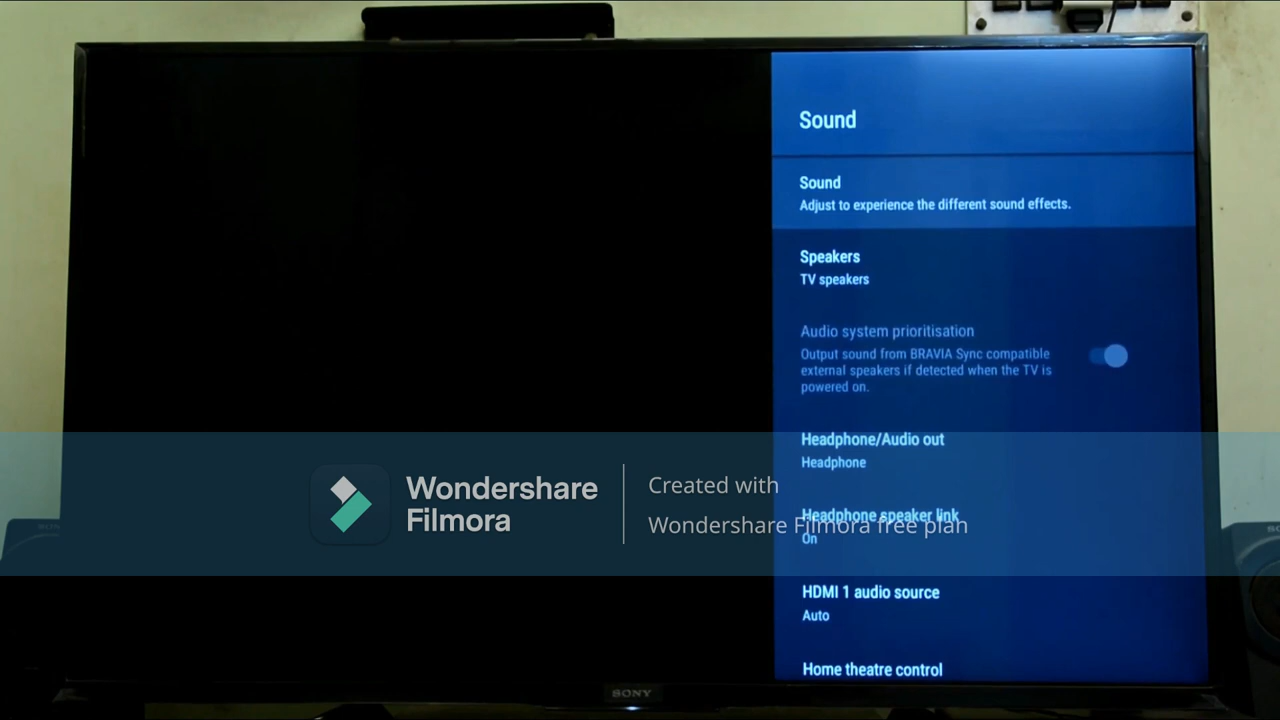 Sound
Sound
Adjust to experience the different sound effects.
Speakers
TV speakers
Audio system prioritisation
Output sound from BRAVIA Sync compatible
external speakers if detected when the TV is
powered on.
Headphone/Audio out
Headphone
Headphone speaker link
On
HDMI 1 audio source
Auto
Home theatre control
Wondershare
Filmora
Created with
Wondershare Filmora free plan
SONY